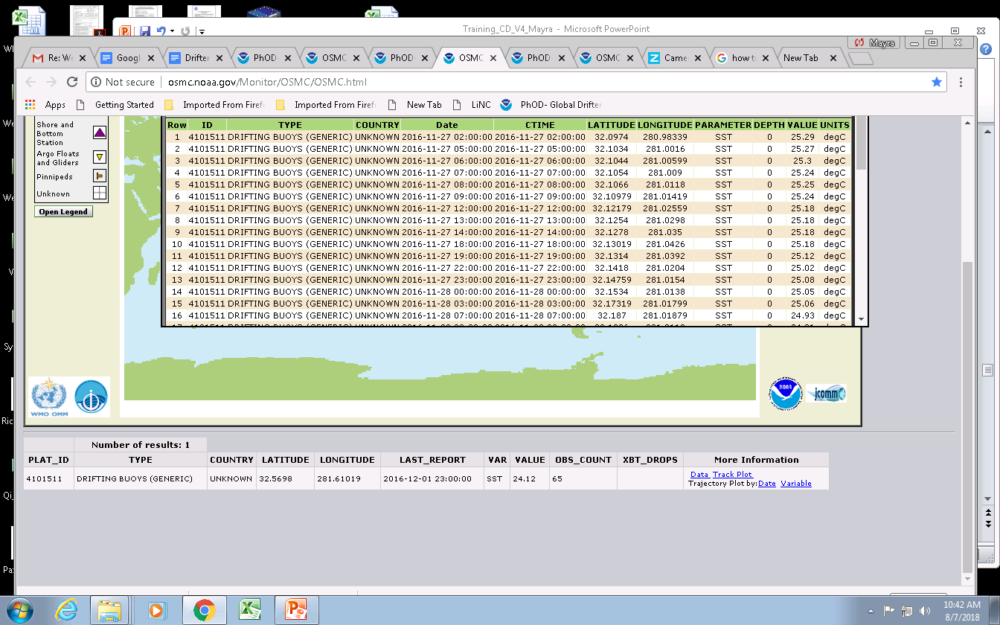 Training_CD_V4_Mayra - Microsoft PowerPoint
Mayra
Re: W
Googl
Drifter
PhOD-
OSMC
PhOD
OSMC
PhOD
OSMC
Came
how to
New Tab
Not secure
osmc.noaa.gov/Monitor/OSMC/OSMC.html
Apps
Getting Started
Imported From Firef
Imported From Firef
New Tab
LiNC
PhOD- Global Drifter
Shore and
Bottom
Station
Argo Floats
and Gliders
Pinnipeds
Unknown
Open Legend
Row ID TYPE COUNTRY Date CTIME LATITUDE LONGITUDE PARAMETER DEPTH VALUE UNITS
1 4101511 DRIFTING BUOYS (GENERIC) UNKNOWN 2016-11-27 02:00:00 2016-11-27 02:00:00 32.0974 280.98339 SST 0 25.29 degC
2 4101511 DRIFTING BUOYS (GENERIC) UNKNOWN 2016-11-27 05:00:00 2016-11-27 05:00:00 32.1034 281.0016 SST 0 25.27 degC
3 4101511 DRIFTING BUOYS (GENERIC) UNKNOWN 2016-11-27 06:00:00 2016-11-27 06:00:00 32.1044 281.00599 SST 0 25.3 degC
4 4101511 DRIFTING BUOYS (GENERIC) UNKNOWN 2016-11-27 07:00:00 2016-11-27 07:00:00 32.1054 281.009 SST 0 25.24 degC
5 4101511 DRIFTING BUOYS (GENERIC) UNKNOWN 2016-11-27 08:00:00 2016-11-27 08:00:00 32.1066 281.0118 SST 0 25.25 degC
6 4101511 DRIFTING BUOYS (GENERIC) UNKNOWN 2016-11-27 09:00:00 2016-11-27 09:00:00 32.10979 281.01419 SST 0 25.24 degC
7 4101511 DRIFTING BUOYS (GENERIC) UNKNOWN 2016-11-27 12:00:00 2016-11-27 12:00:00 32.12179 281.02559 SST 0 25.18 degC
8 4101511 DRIFTING BUOYS (GENERIC) UNKNOWN 2016-11-27 13:00:00 2016-11-27 13:00:00 32.1254 281.0298 SST 0 25.18 degC
9 4101511 DRIFTING BUOYS (GENERIC) UNKNOWN 2016-11-27 14:00:00 2016-11-27 14:00:00 32.1278 281.035 SST 0 25.18 degC
10 4101511 DRIFTING BUOYS (GENERIC) UNKNOWN 2016-11-27 18:00:00 2016-11-27 18:00:00 32.13019 281.0426 SST 0 25.18 degC
11 4101511 DRIFTING BUOYS (GENERIC) UNKNOWN 2016-11-27 19:00:00 2016-11-27 19:00:00 32.1314 281.0392 SST 0 25.12 degC
12 4101511 DRIFTING BUOYS (GENERIC) UNKNOWN 2016-11-27 22:00:00 2016-11-27 22:00:00 32.1418 281.0204 SST 0 25.02 degC
13 4101511 DRIFTING BUOYS (GENERIC) UNKNOWN 2016-11-27 23:00:00 2016-11-27 23:00:00 32.14759 281.0154 SST 0 25.08 degC
14 4101511 DRIFTING BUOYS (GENERIC) UNKNOWN 2016-11-28 00:00:00 2016-11-28 00:00:00 32.1534 281.0138 SST 0 25.05 degC
15 4101511 DRIFTING BUOYS (GENERIC) UNKNOWN 2016-11-28 03:00:00 2016-11-28 03:00:00 32.17319 281.01799 SST 0 25.06 degC
16 4101511 DRIFTING BUOYS (GENERIC) UNKNOWN 2016-11-28 07:00:00 2016-11-28 07:00:00 32.187 281.01879 SST 0 24.93 degC
WMO OMM
NOAA
jcomm
Number of results: 1
PLAT_ID TYPE COUNTRY LATITUDE LONGITUDE LAST_REPORT VAR VALUE OBS_COUNT XBT_DROPS More Information
4101511 DRIFTING BUOYS (GENERIC) UNKNOWN 32.5698 281.61019 2016-12-01 23:00:00 SST 24.12 65 Data Track Plot
Trajectory Plot by:Date Variable
10:42 AM
8/7/2018